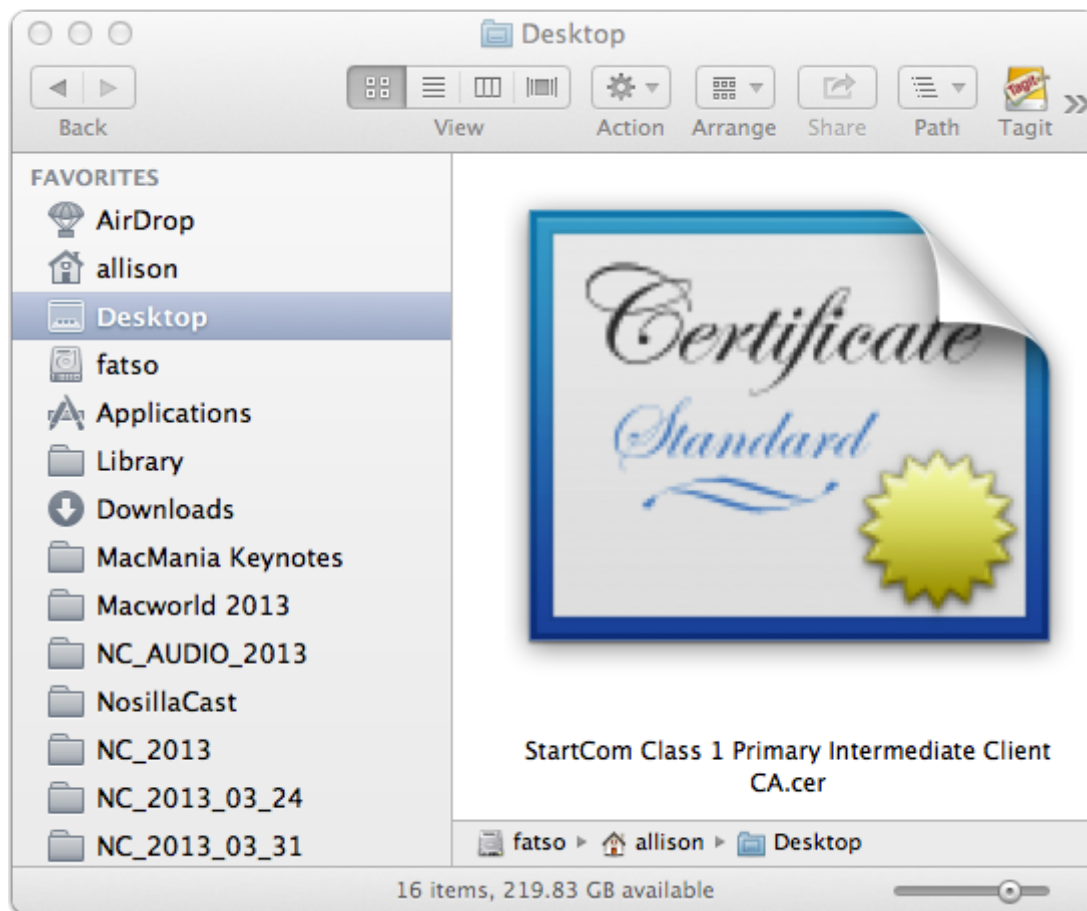 Desktop
Back
View
Action
Arrange
Share
Path
Tagit
Tagit
FAVORITES
AirDrop
allison
Desktop
fatso
Applications
Library
Downloads
MacMania Keynotes
Macworld 2013
NC_AUDIO_2013
NosillaCast
NC_2013
NC_2013_03_24
NC_2013_03_31
Certificate
Standard
StartCom Class 1 Primary Intermediate Client
CA.cer
fatso ▸ allison ▸ Desktop
16 items, 219.83 GB available